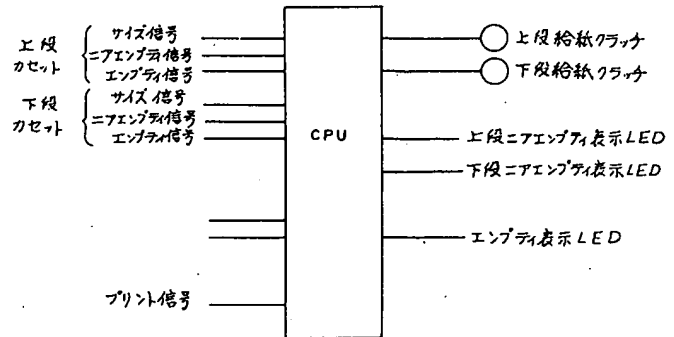 上段
カセット
サイズ信号
ニアエンプティ信号
エンプティ信号
下段
カセット
サイズ信号
ニアエンプティ信号
エンプティ信号
プリント信号
CPU
上段給紙クラッチ
下段給紙クラッチ
上段ニアエンプティ表示LED
下段ニアエンプティ表示LED
エンプティ表示LED